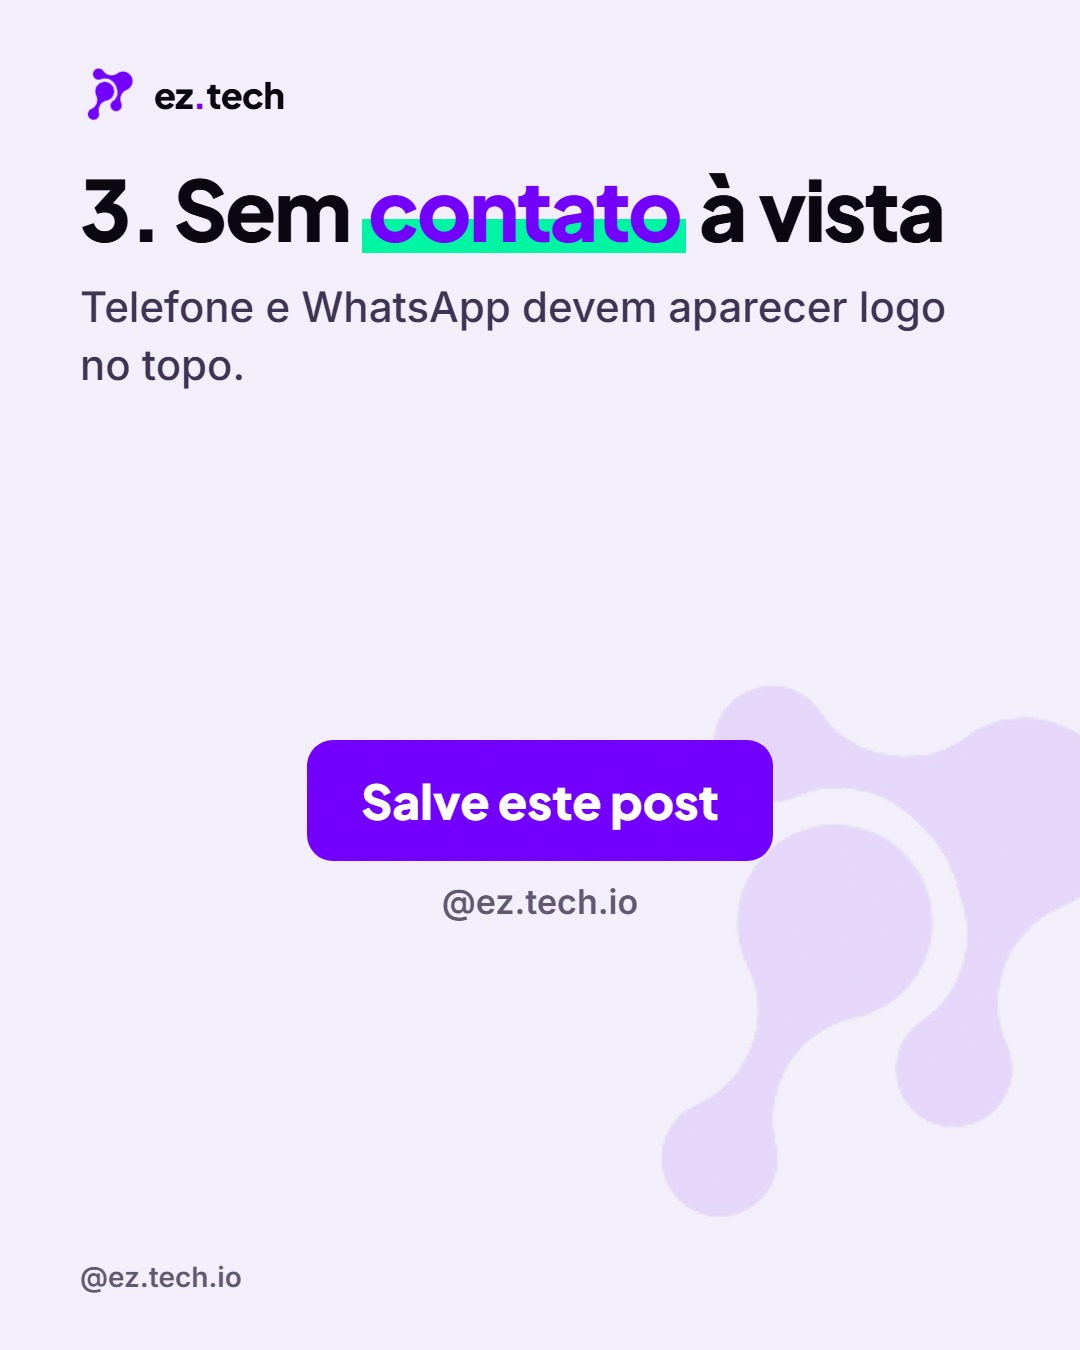 ez.tech
3. Sem contato à vista
Telefone e WhatsApp devem aparecer logo
no topo.
Salve este post
@ez.tech.io
@ez.tech.io